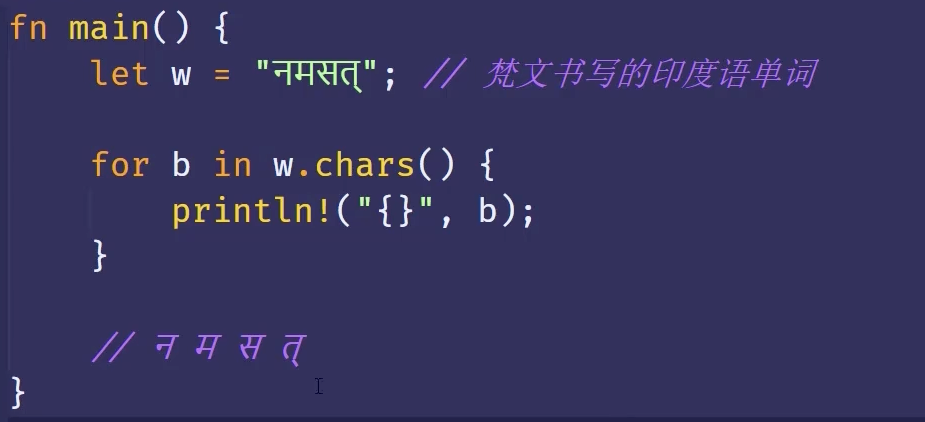 fn main() {
let w = "नमसत्"; // 梵文书写的印度语单词
for b in w.chars() {
println!("{}", b);
}
// न म स त्
}